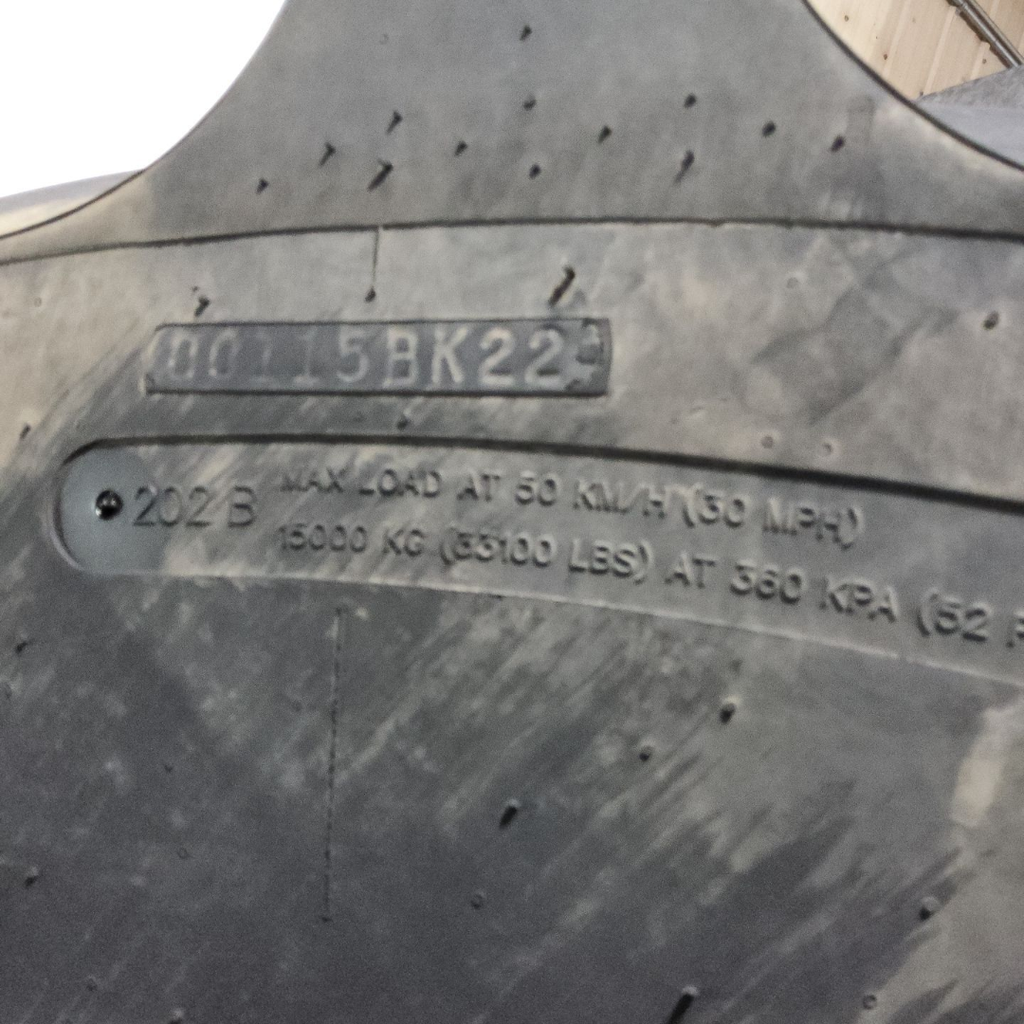 00115BK22
202 B
MAX LOAD AT 50 KM/H (30 MPH)
15000 KG (33100 LBS) AT 360 KPA (52